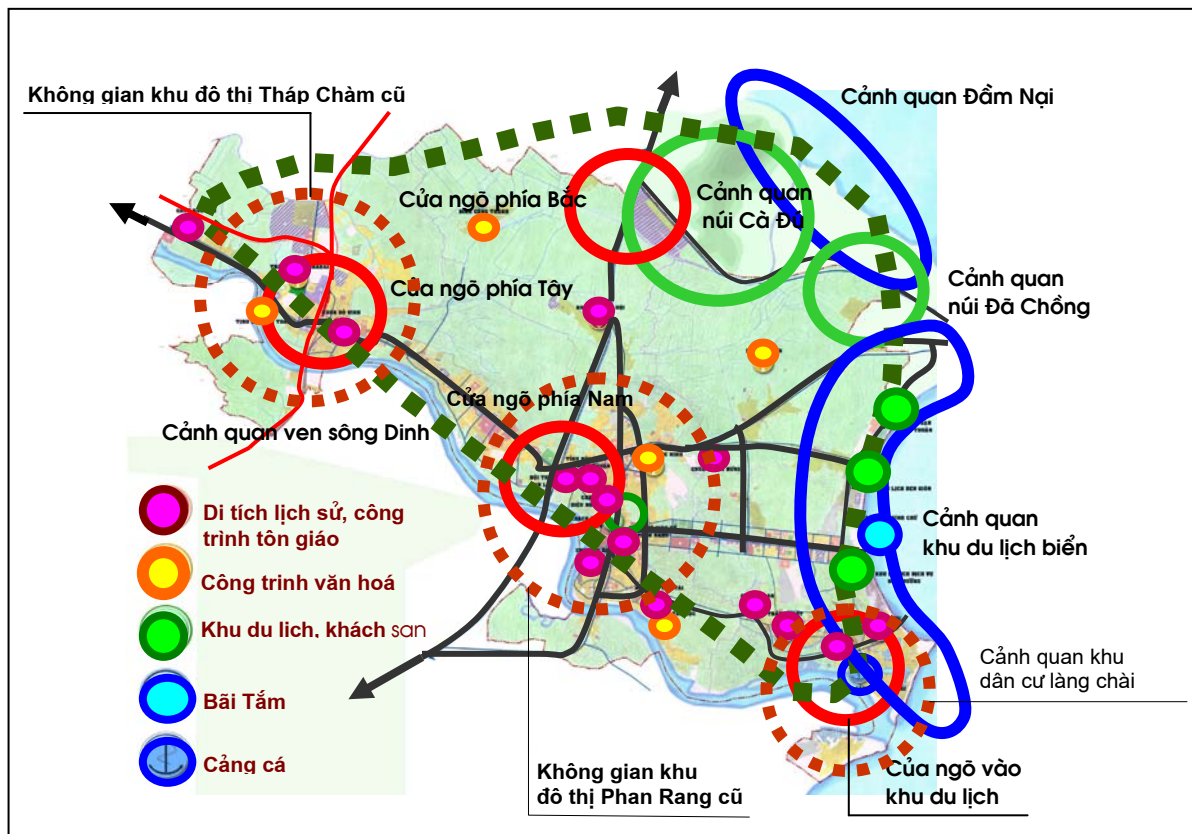 Không gian khu đô thị Tháp Chàm cũ
Cảnh quan Đầm Nại
Cửa ngõ phía Bắc
Cảnh quan
núi Cà Đú
Cửa ngõ phía Tây
Cảnh quan
núi Đã Chồng
Cửa ngõ phía Nam
Cảnh quan ven sông Dinh
Di tích lịch sử, công
trình tôn giáo
Công trinh văn hoá
Khu du lich, khách san
Bãi Tắm
Cảng cá
Cảnh quan
khu du lịch biển
Cảnh quan khu
dân cư làng chài
Không gian khu
đô thị Phan Rang cũ
Của ngõ vào
khu du lịch